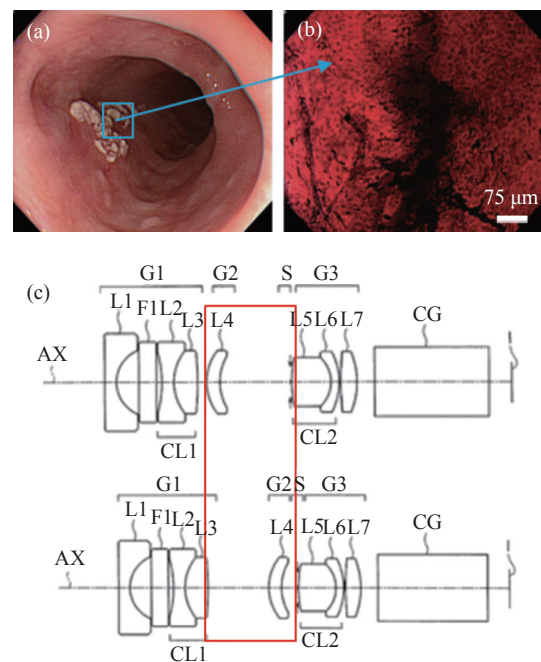 (a)
(b)
75 μm
(c)
G1 G2 S G3
L1 F1 L2 L3 L4 L5 L6 L7 CG
AX
I
CL1 CL2
G1 G2 S G3
L1 F1 L2 L3 L4 L5 L6 L7 CG
AX
I
CL1 CL2